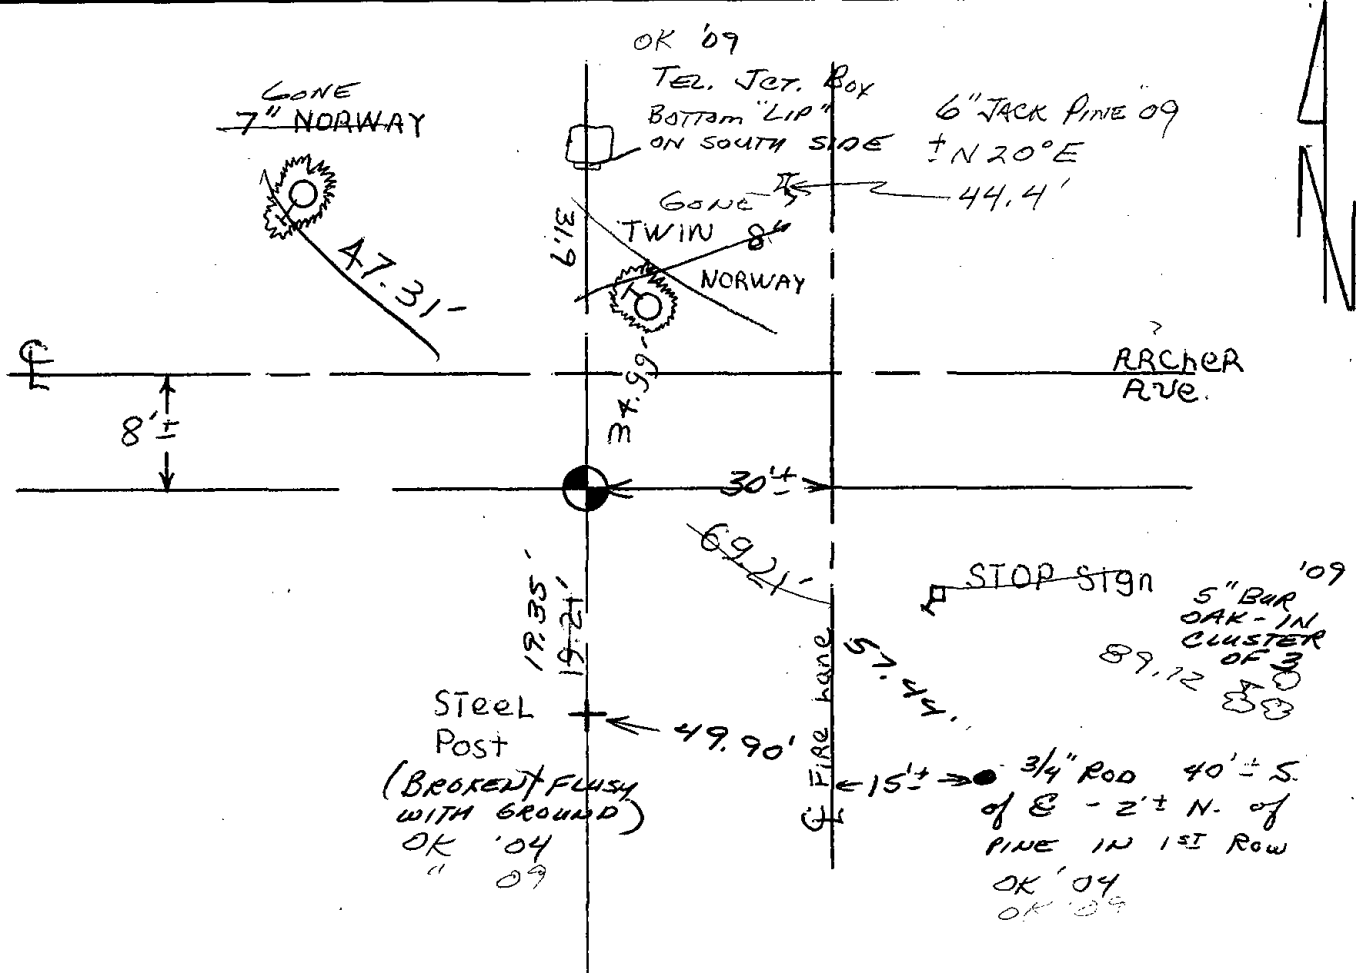 OK '09
TEL. JCT. BOX
BOTTOM "LIP"
ON SOUTH SIDE
GONE
7" NORWAY
6" JACK PINE '09
± N 20° E
44.4'
GONE
TWIN 8"
NORWAY
47.31'
31.9
34.99'
ARCHER
AVE.
8'±
30'±
69.21'
STOP Sign
'09
5" BUR
OAK - IN
CLUSTER
OF 3
89.12
19.35'
19.21'
57.44'
Fire Lane
STEEL
Post
49.90'
(BROKEN/FLUSH
WITH GROUND)
OK '04
" 09
15'±
3/4" ROD 40'± S.
of ℄ - 2'± N. of
PINE IN 1ST ROW
OK '04
OK '09